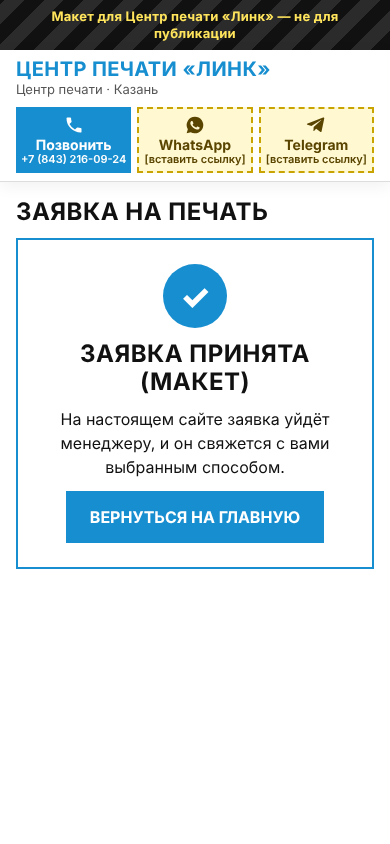 Макет для Центр печати «Линк» — не для
публикации
ЦЕНТР ПЕЧАТИ «ЛИНК»
Центр печати · Казань
Позвонить
+7 (843) 216-09-24
WhatsApp
[вставить ссылку]
Telegram
[вставить ссылку]
ЗАЯВКА НА ПЕЧАТЬ
ЗАЯВКА ПРИНЯТА
(МАКЕТ)
На настоящем сайте заявка уйдёт
менеджеру, и он свяжется с вами
выбранным способом.
ВЕРНУТЬСЯ НА ГЛАВНУЮ